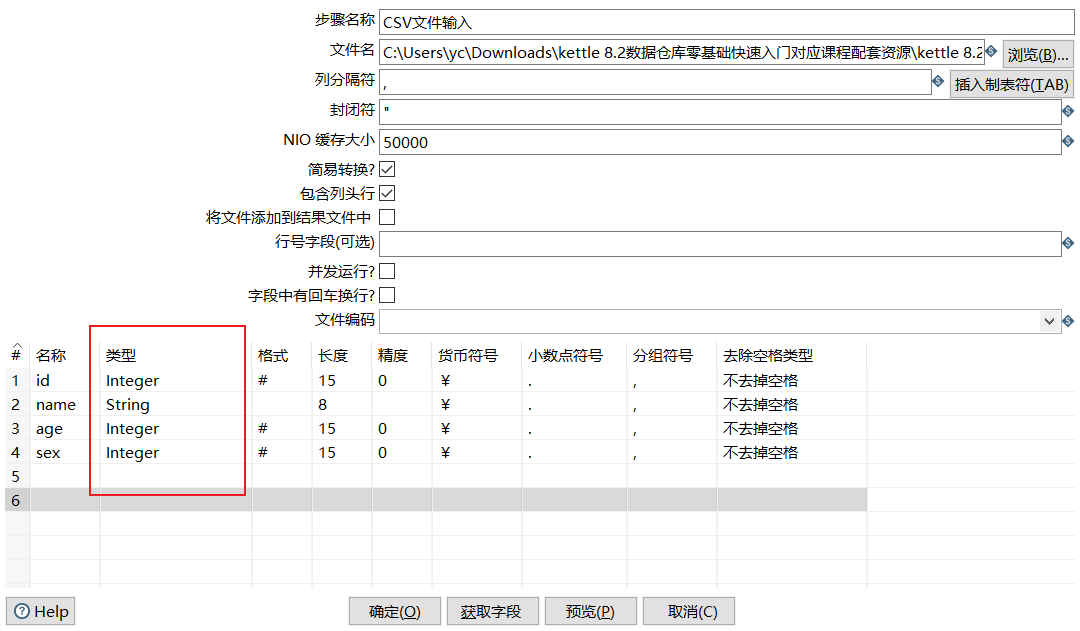 步骤名称 CSV文件输入
文件名 C:\Users\yc\Downloads\kettle 8.2数据仓库零基础快速入门对应课程配套资源\kettle 8.2 浏览(B)...
列分隔符 , 插入制表符(TAB)
封闭符 "
NIO 缓存大小 50000
简易转换?
包含列头行
将文件添加到结果文件中
行号字段(可选)
并发运行?
字段中有回车换行?
文件编码
# 名称 类型 格式 长度 精度 货币符号 小数点符号 分组符号 去除空格类型
1 id Integer # 15 0 ¥ . , 不去掉空格
2 name String 8 ¥ . , 不去掉空格
3 age Integer # 15 0 ¥ . , 不去掉空格
4 sex Integer # 15 0 ¥ . , 不去掉空格
5
6
Help 确定(O) 获取字段 预览(P) 取消(C)